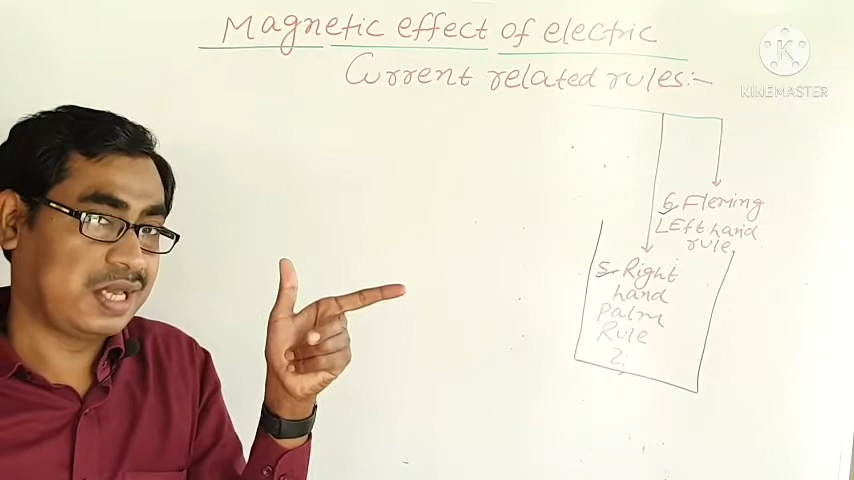 Magnetic effect of electric
Current related rules:-
K
KINEMASTER
6 Fleming
LEft hand
rule
5 Right
hand
Palm
Rule
2.